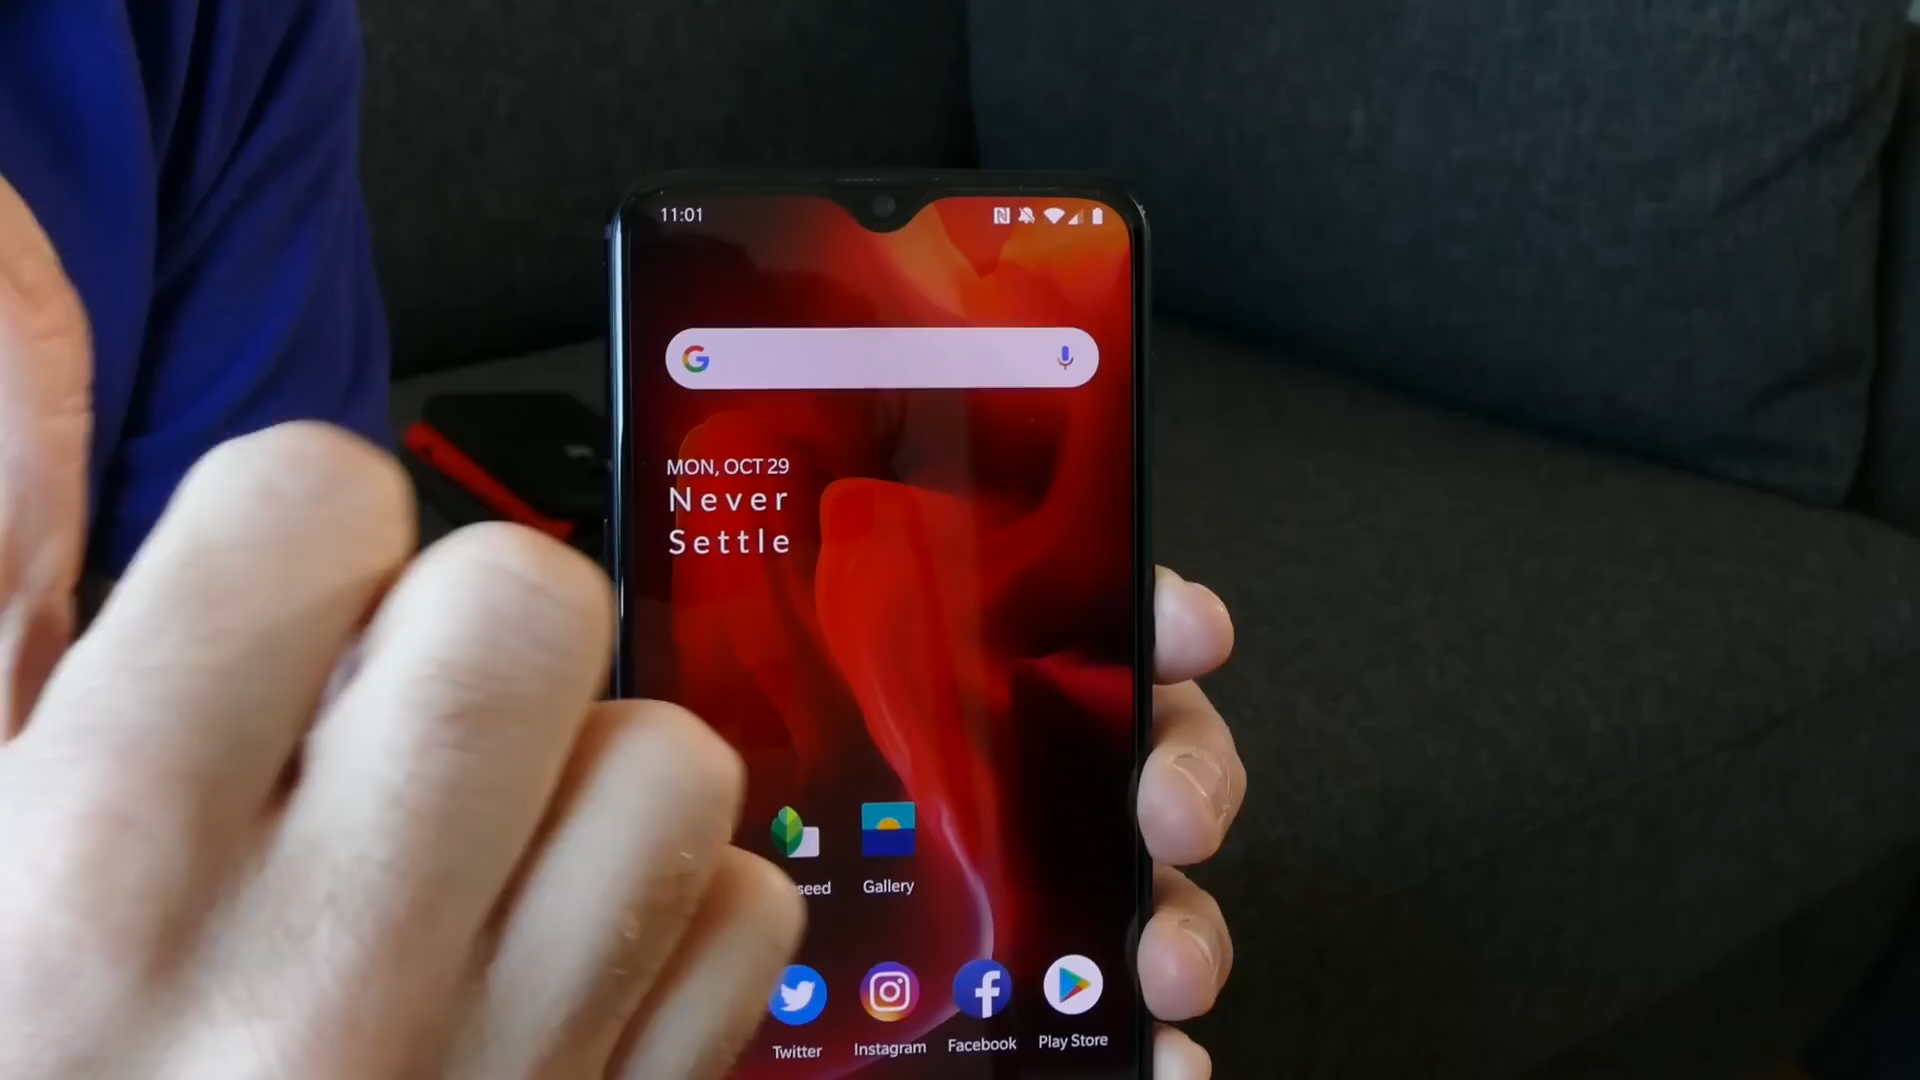 11:01
MON, OCT 29
Never
Settle
seed
Gallery
Twitter
Instagram
Facebook
Play Store